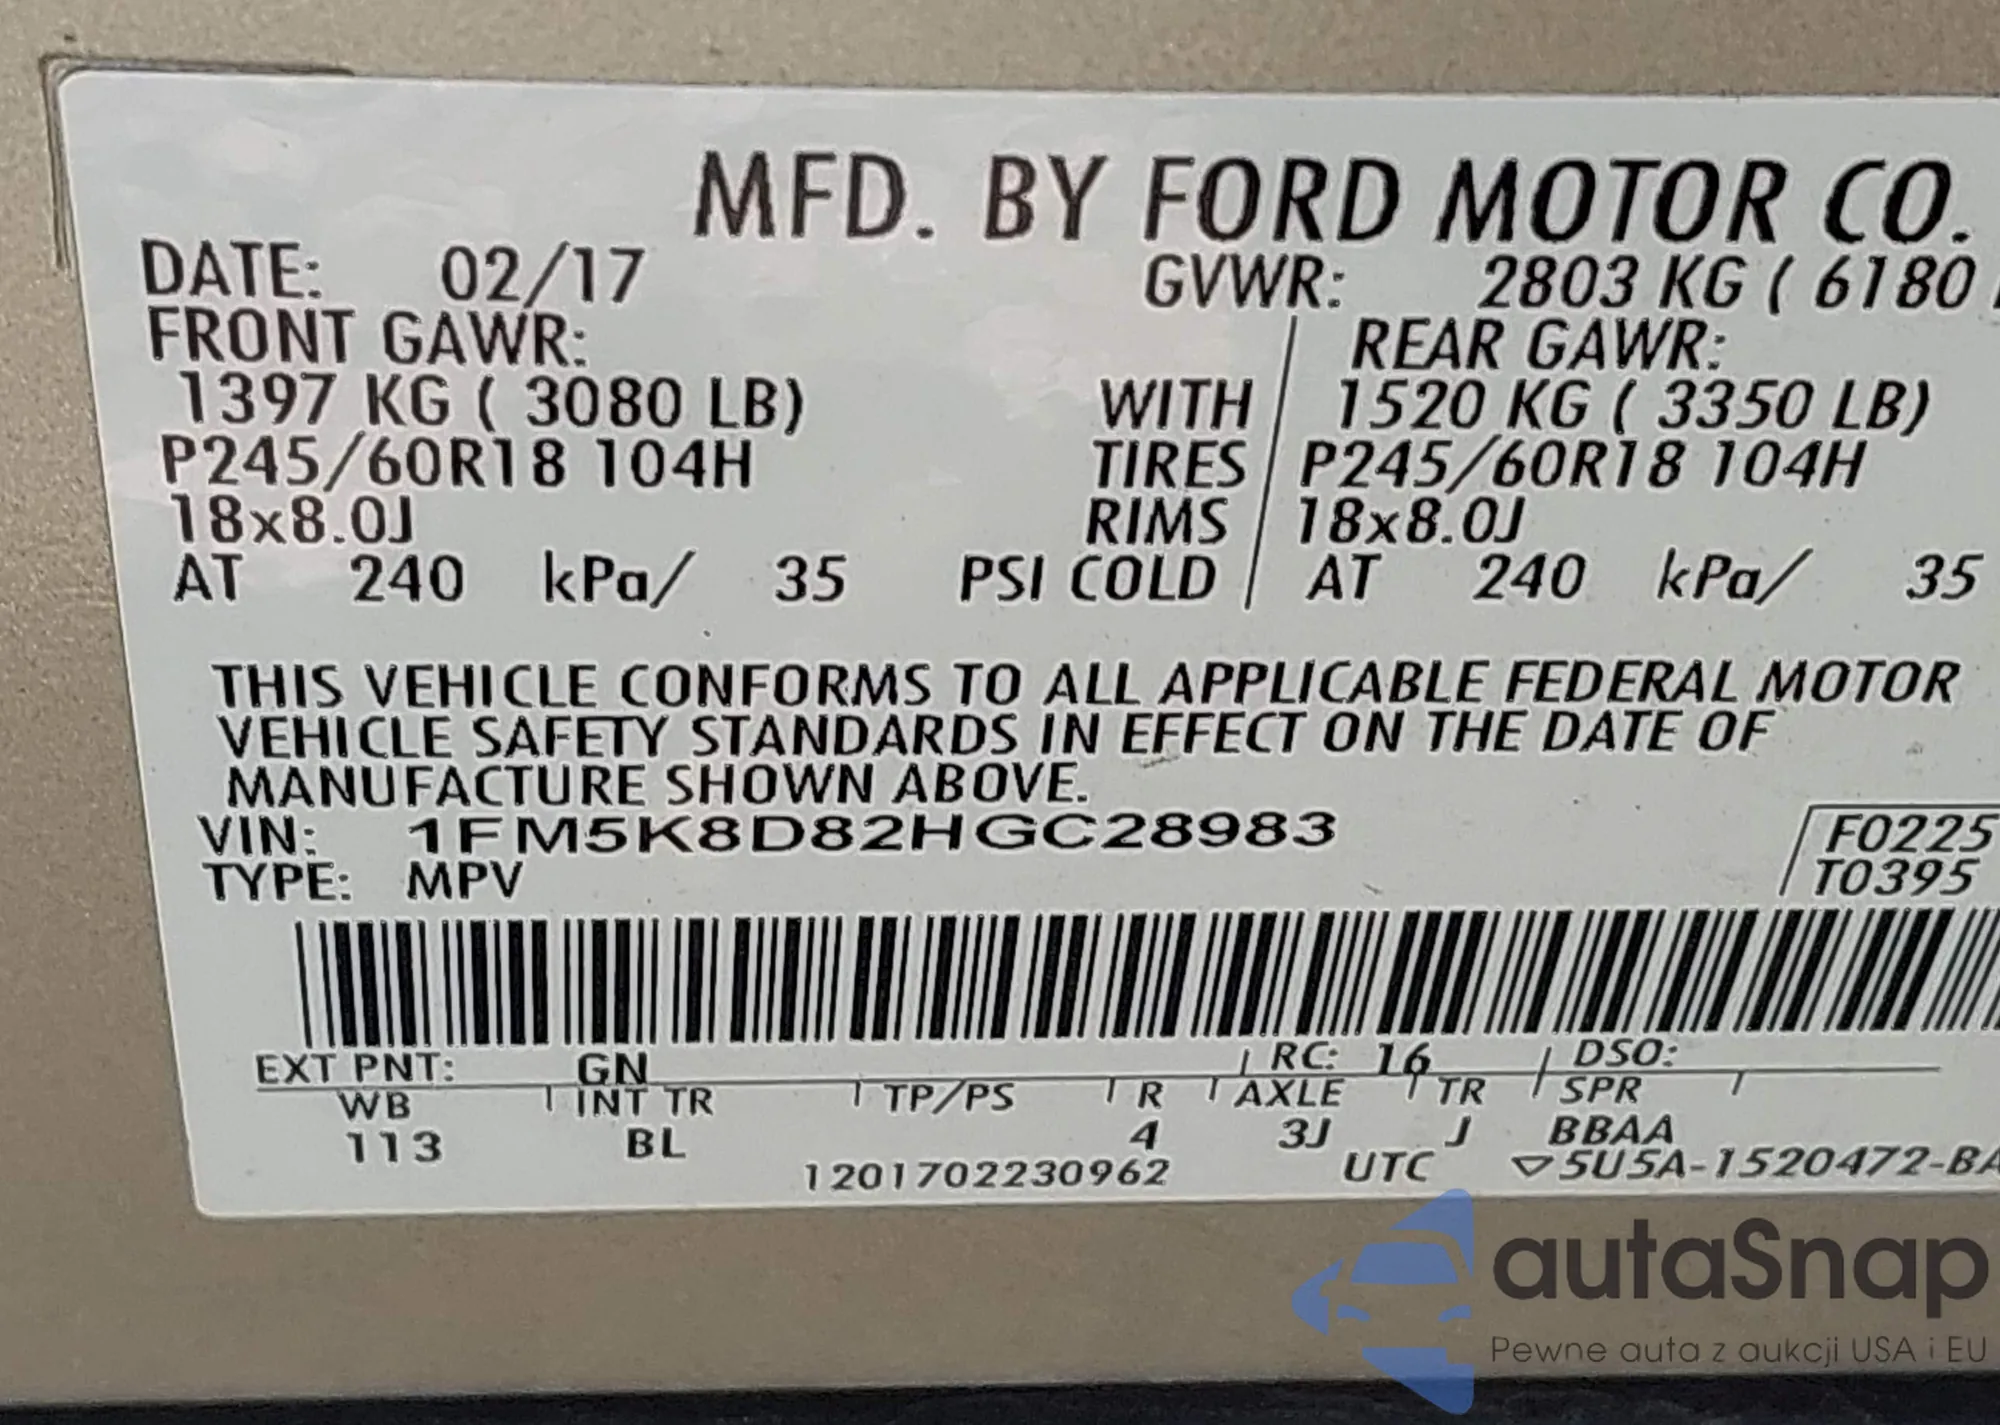 MFD. BY FORD MOTOR CO.
DATE: 02/17 GVWR: 2803 KG ( 6180
FRONT GAWR: REAR GAWR:
1397 KG ( 3080 LB) WITH 1520 KG ( 3350 LB)
P245/60R18 104H TIRES P245/60R18 104H
18x8.0J RIMS 18x8.0J
AT 240 kPa/ 35 PSI COLD AT 240 kPa/ 35
THIS VEHICLE CONFORMS TO ALL APPLICABLE FEDERAL MOTOR
VEHICLE SAFETY STANDARDS IN EFFECT ON THE DATE OF
MANUFACTURE SHOWN ABOVE.
VIN: 1FM5K8D82HGC28983 F0225
TYPE: MPV T0395
EXT PNT: GN RC: 16 DSO:
WB INT TR TP/PS R AXLE TR SPR
113 BL 4 3J J BBAA
1201702230962 UTC ▽5U5A-1520472-BA
autaSnap
Pewne auta z aukcji USA i EU